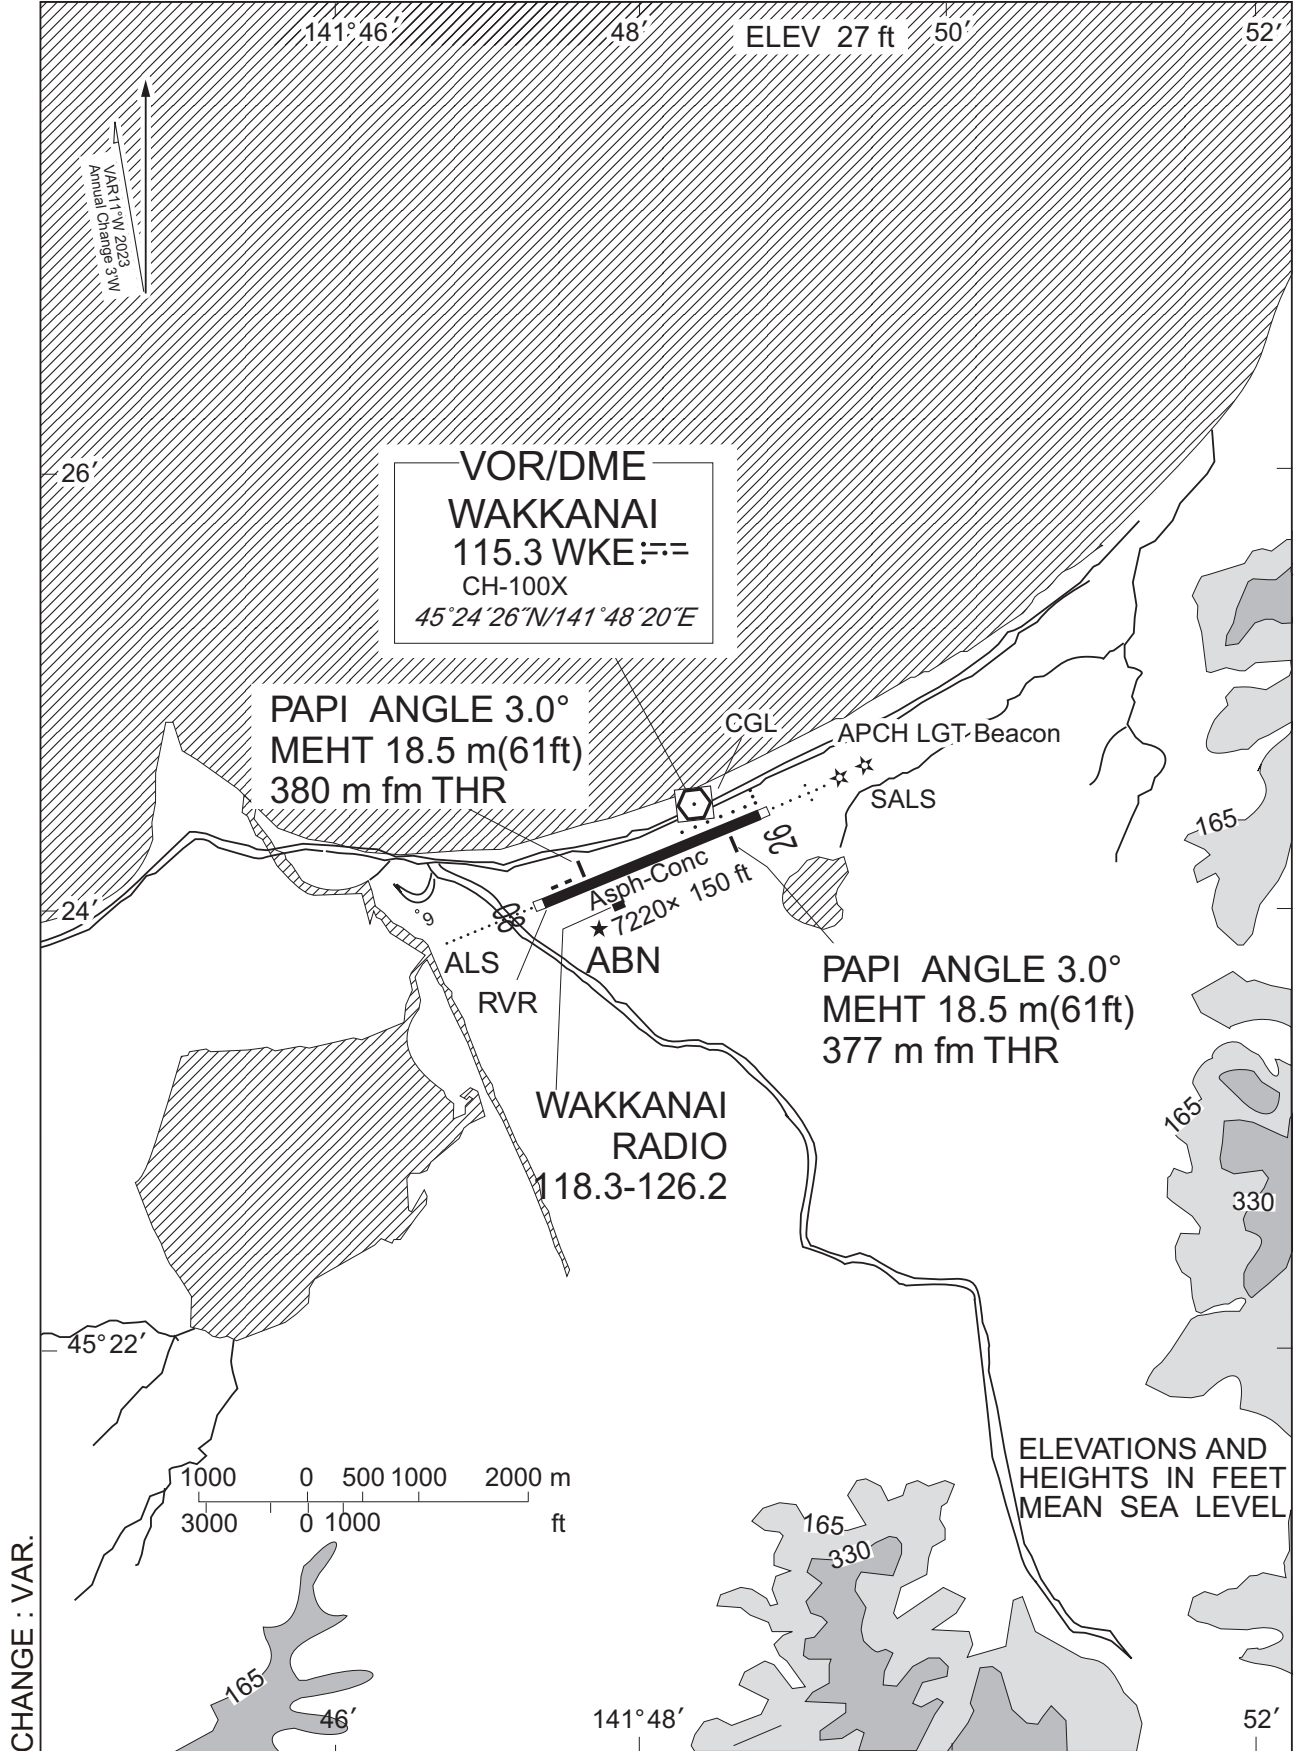 141°46′
48′
ELEV 27 ft
50′
52′
VAR11°W 2023
Annual Change 3′W
26′
VOR/DME
WAKKANAI
115.3 WKE
CH-100X
45°24′26″N/141°48′20″E
PAPI ANGLE 3.0°
MEHT 18.5 m(61ft)
380 m fm THR
CGL
APCH LGT Beacon
SALS
165
26
Asph-Conc
7220× 150 ft
24′
9
08
ALS
RVR
ABN
PAPI ANGLE 3.0°
MEHT 18.5 m(61ft)
377 m fm THR
WAKKANAI
RADIO
118.3-126.2
165
330
45°22′
ELEVATIONS AND
HEIGHTS IN FEET
MEAN SEA LEVEL
1000 0 500 1000 2000 m
3000 0 1000 ft
165
330
165
46′
141°48′
52′
CHANGE : VAR.